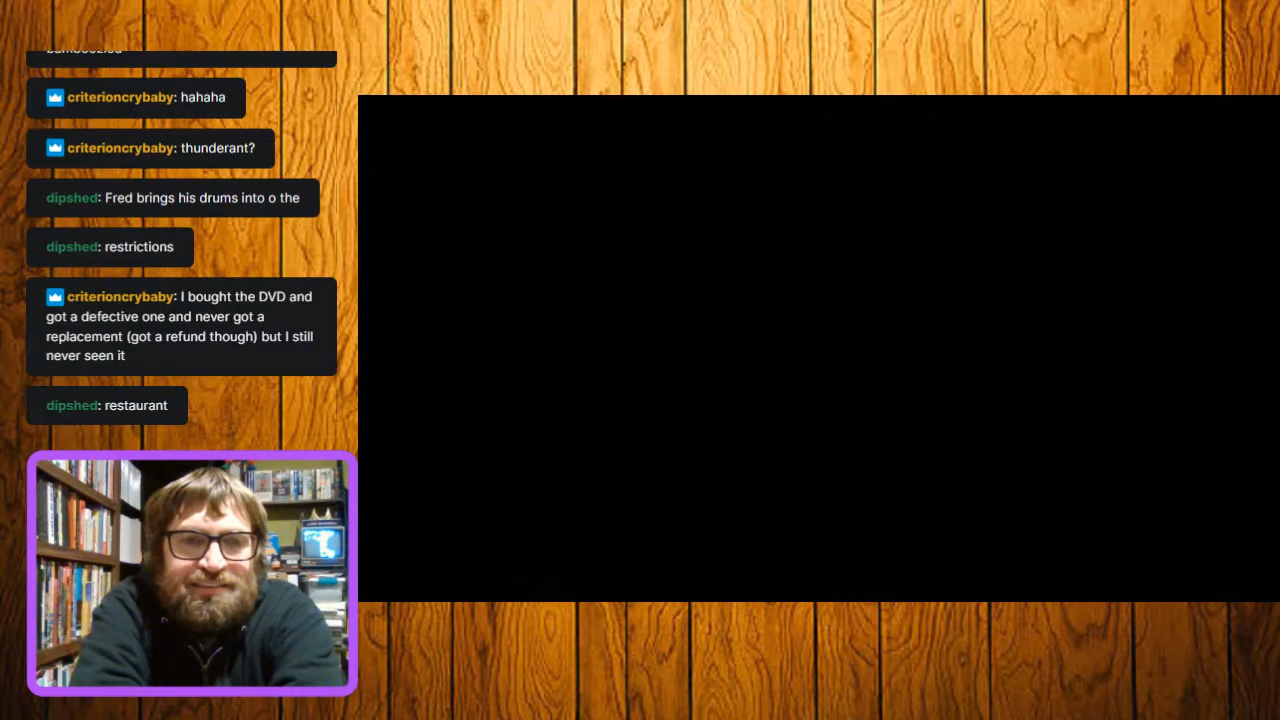 bamboozled
criterioncrybaby: hahaha
criterioncrybaby: thunderant?
dipshed: Fred brings his drums into o the
dipshed: restrictions
criterioncrybaby: I bought the DVD and
got a defective one and never got a
replacement (got a refund though) but I still
never seen it
dipshed: restaurant